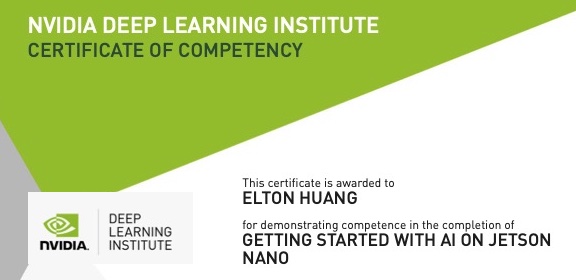 NVIDIA DEEP LEARNING INSTITUTE
CERTIFICATE OF COMPETENCY
This certificate is awarded to
ELTON HUANG
for demonstrating competence in the completion of
GETTING STARTED WITH AI ON JETSON
NANO
NVIDIA.
DEEP
LEARNING
INSTITUTE